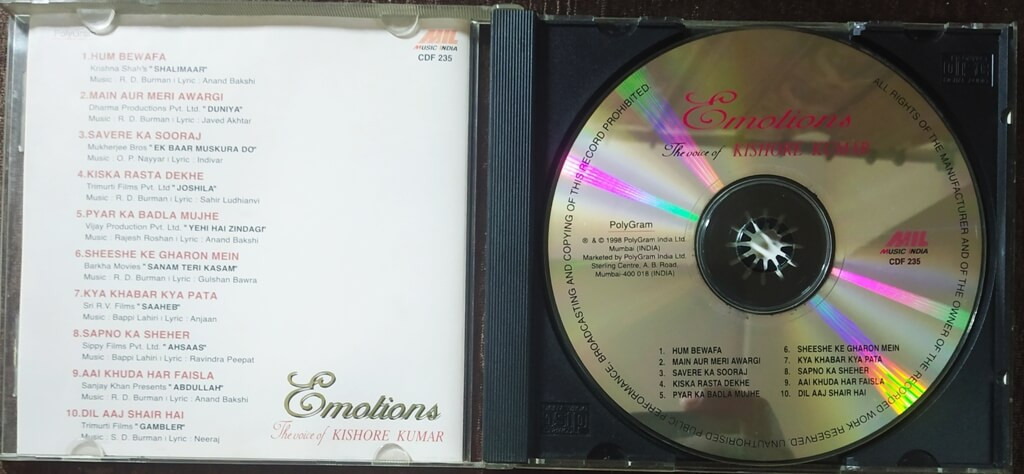 MIL
MUSIC INDIA
CDF 235
1.HUM BEWAFA
Krishna Shah's "SHALIMAAR"
Music : R. D. Burman ı Lyric : Anand Bakshi
2.MAIN AUR MERI AWARGI
Dharma Productions Pvt. Ltd. "DUNIYA"
Music : R. D. Burman ı Lyric : Javed Akhtar
3.SAVERE KA SOORAJ
Mukherjee Bros "EK BAAR MUSKURA DO"
Music : O. P. Nayyar ı Lyric : Indivar
4.KISKA RASTA DEKHE
Trimurti Films Pvt. Ltd "JOSHILA"
Music : R. D. Burman ı Lyric : Sahir Ludhianvi
5.PYAR KA BADLA MUJHE
Vijay Production Pvt. Ltd. "YEHI HAI ZINDAGI"
Music : Rajesh Roshan ı Lyric : Anand Bakshi
6.SHEESHE KE GHARON MEIN
Barkha Movies "SANAM TERI KASAM"
Music : R. D. Burman ı Lyric : Gulshan Bawra
7.KYA KHABAR KYA PATA
Sri R.V. Films "SAAHEB"
Music : Bappi Lahiri ı Lyric : Anjaan
8.SAPNO KA SHEHER
Sippy Films Pvt. Ltd. "AHSAAS"
Music : Bappi Lahiri ı Lyric : Ravindra Peepat
9.AAI KHUDA HAR FAISLA
Sanjay Khan Presents "ABDULLAH"
Music : R. D. Burman ı Lyric : Anand Bakshi
10.DIL AAJ SHAIR HAI
Trimurti Films "GAMBLER"
Music : S. D. Burman ı Lyric : Neeraj
Emotions
The voice of KISHORE KUMAR
ALL RIGHTS OF THE MANUFACTURER AND OF THE OWNER OF THE RECORDED WORK RESERVED. UNAUTHORISED PUBLIC PERFORMANCE, BROADCASTING AND COPYING OF THIS RECORD PROHIBITED.
Emotions
The voice of KISHORE KUMAR
PolyGram
℗ & © 1998 PolyGram India Ltd.
Mumbai (INDIA)
Marketed by PolyGram India Ltd.
Sterling Centre, A. B. Road,
Mumbai-400 018 (INDIA)
MIL
MUSIC INDIA
CDF 235
1. HUM BEWAFA
2. MAIN AUR MERI AWARGI
3. SAVERE KA SOORAJ
4. KISKA RASTA DEKHE
5. PYAR KA BADLA MUJHE
6. SHEESHE KE GHARON MEIN
7. KYA KHABAR KYA PATA
8. SAPNO KA SHEHER
9. AAI KHUDA HAR FAISLA
10. DIL AAJ SHAIR HAI